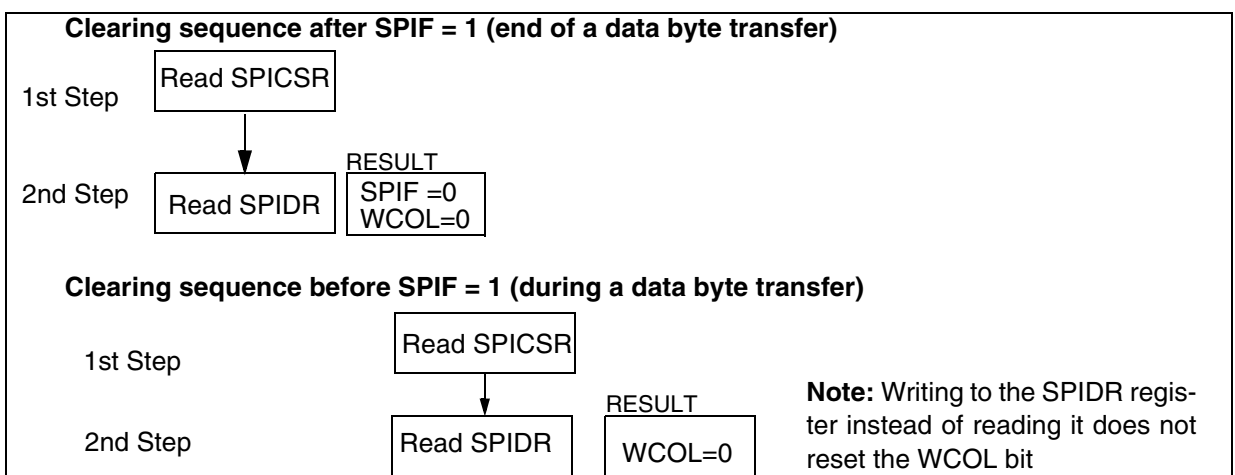 Clearing sequence after SPIF = 1 (end of a data byte transfer)
1st Step
Read SPICSR
2nd Step
Read SPIDR
RESULT
SPIF =0
WCOL=0
Clearing sequence before SPIF = 1 (during a data byte transfer)
1st Step
Read SPICSR
2nd Step
Read SPIDR
RESULT
WCOL=0
Note: Writing to the SPIDR regis-
ter instead of reading it does not
reset the WCOL bit